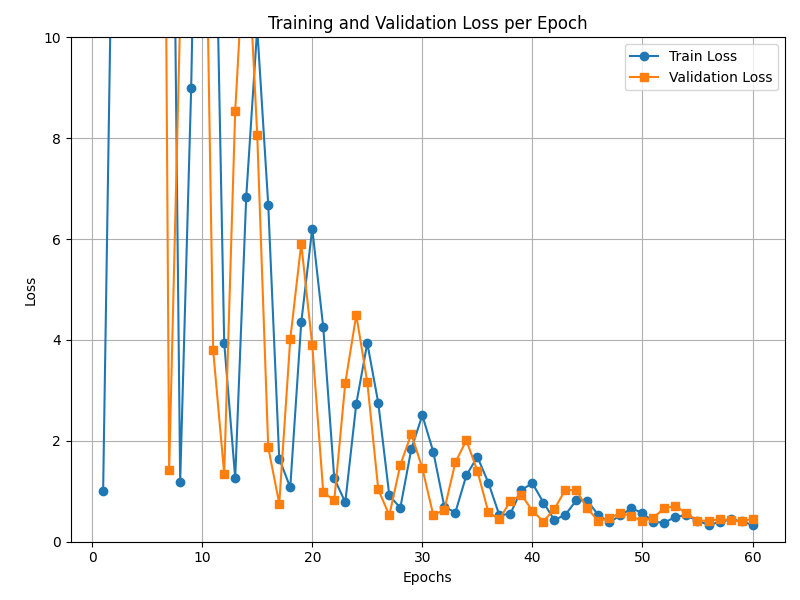 Training and Validation Loss per Epoch
Train Loss
Validation Loss
Loss
10
8
6
4
2
0
0 10 20 30 40 50 60
Epochs